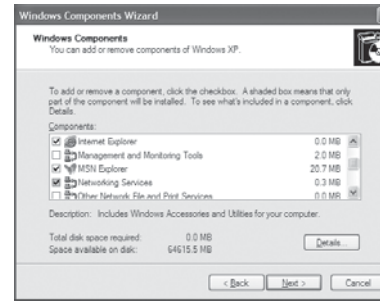 Windows Components Wizard
Windows Components
You can add or remove components of Windows XP.
To add or remove a component, click the checkbox. A shaded box means that only
part of the component will be installed. To see what's included in a component, click
Details.
Components:
Internet Explorer 0.0 MB
Management and Monitoring Tools 2.0 MB
MSN Explorer 20.7 MB
Networking Services 0.3 MB
Other Network File and Print Services 0.0 MB
Description: Includes Windows Accessories and Utilities for your computer.
Total disk space required: 0.0 MB
Space available on disk: 64615.5 MB
Details...
< Back
Next >
Cancel